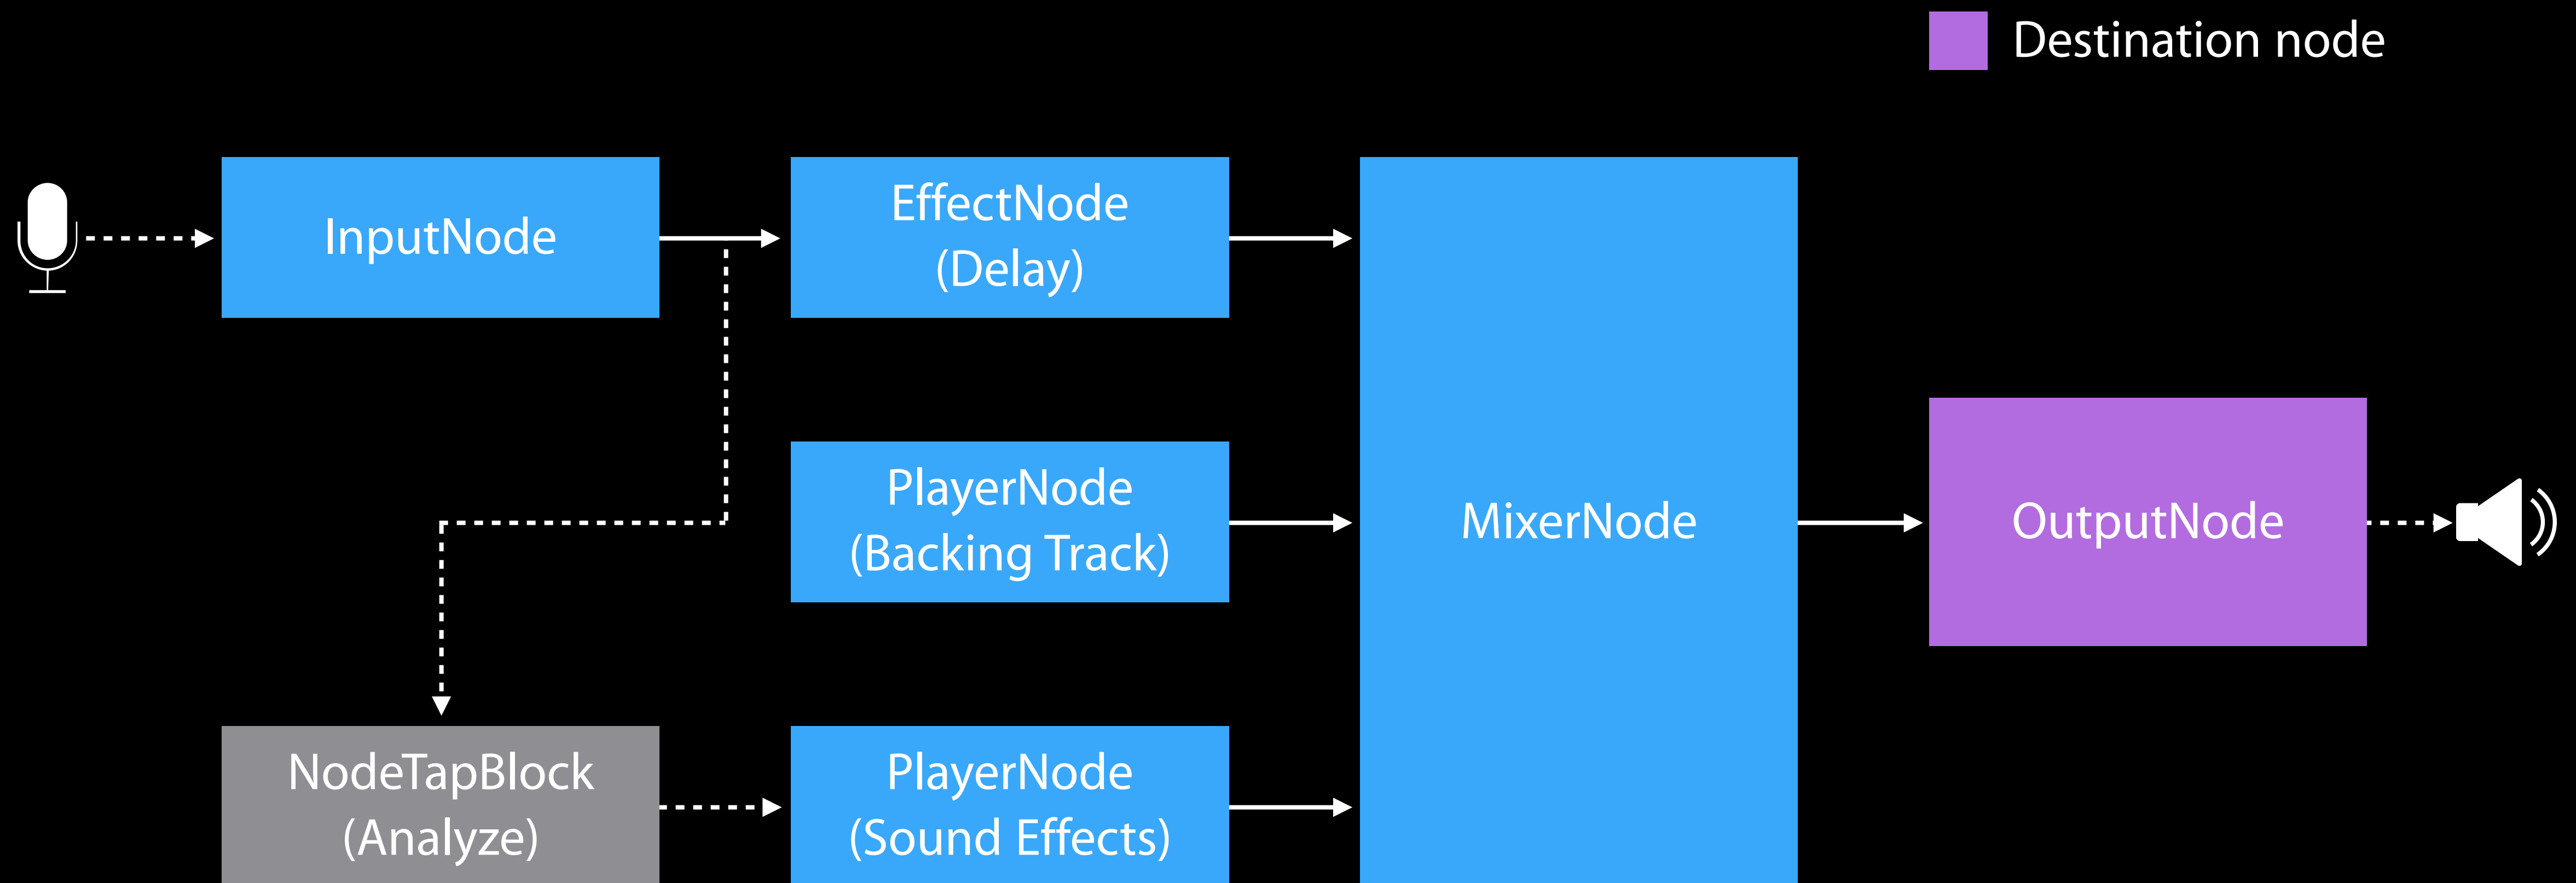 Destination node
InputNode
EffectNode
(Delay)
PlayerNode
(Backing Track)
MixerNode
OutputNode
NodeTapBlock
(Analyze)
PlayerNode
(Sound Effects)